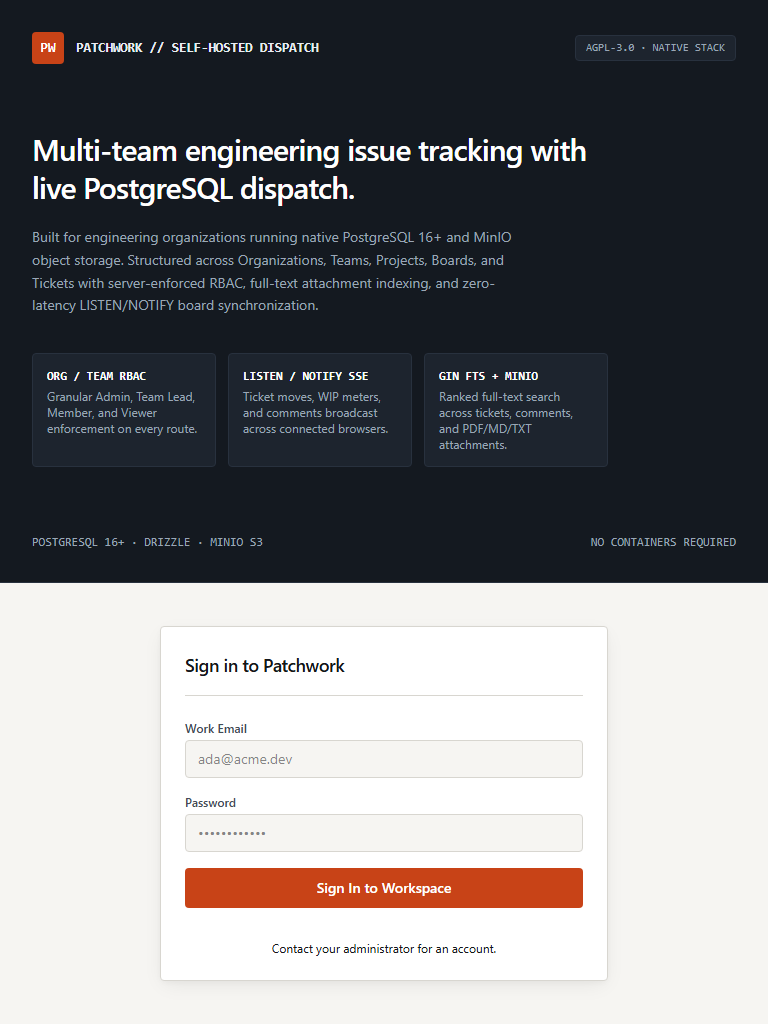 PW
PATCHWORK // SELF-HOSTED DISPATCH
AGPL-3.0 · NATIVE STACK
Multi-team engineering issue tracking with
live PostgreSQL dispatch.
Built for engineering organizations running native PostgreSQL 16+ and MinIO
object storage. Structured across Organizations, Teams, Projects, Boards, and
Tickets with server-enforced RBAC, full-text attachment indexing, and zero-
latency LISTEN/NOTIFY board synchronization.
ORG / TEAM RBAC
Granular Admin, Team Lead,
Member, and Viewer
enforcement on every route.
LISTEN / NOTIFY SSE
Ticket moves, WIP meters,
and comments broadcast
across connected browsers.
GIN FTS + MINIO
Ranked full-text search
across tickets, comments,
and PDF/MD/TXT
attachments.
POSTGRESQL 16+ · DRIZZLE · MINIO S3
NO CONTAINERS REQUIRED
Sign in to Patchwork
Work Email
ada@acme.dev
Password
••••••••••••
Sign In to Workspace
Contact your administrator for an account.